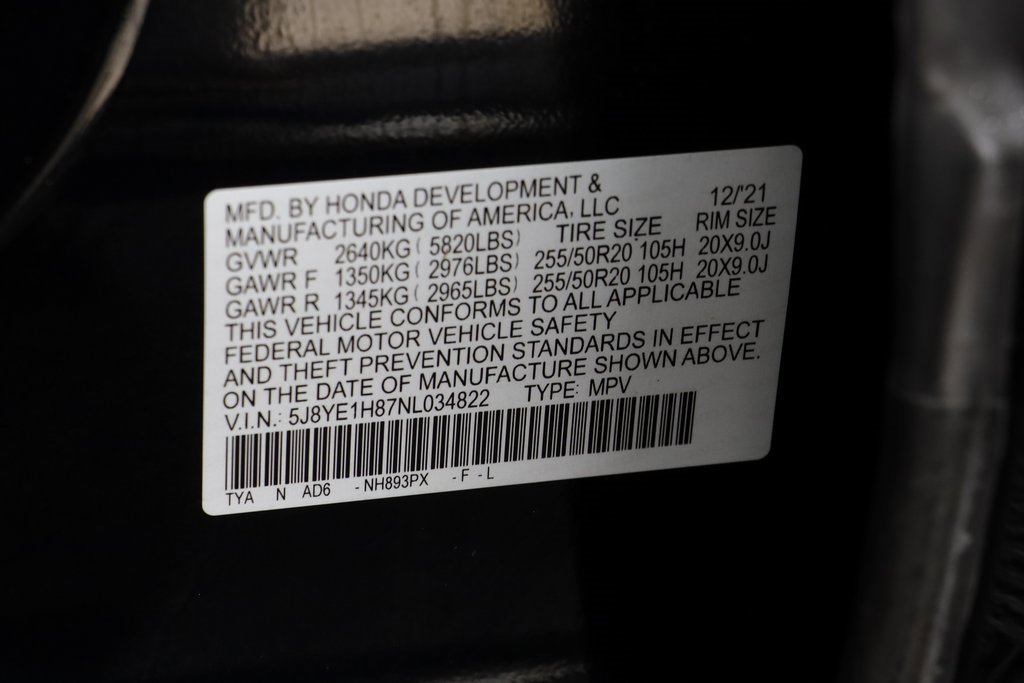 MFD. BY HONDA DEVELOPMENT & 12/'21
MANUFACTURING OF AMERICA, LLC
GVWR 2640KG ( 5820LBS) TIRE SIZE RIM SIZE
GAWR F 1350KG ( 2976LBS) 255/50R20 105H 20X9.0J
GAWR R 1345KG ( 2965LBS) 255/50R20 105H 20X9.0J
THIS VEHICLE CONFORMS TO ALL APPLICABLE
FEDERAL MOTOR VEHICLE SAFETY
AND THEFT PREVENTION STANDARDS IN EFFECT
ON THE DATE OF MANUFACTURE SHOWN ABOVE.
V.I.N.: 5J8YE1H87NL034822 TYPE: MPV
TYA N AD6 - NH893PX - F - L